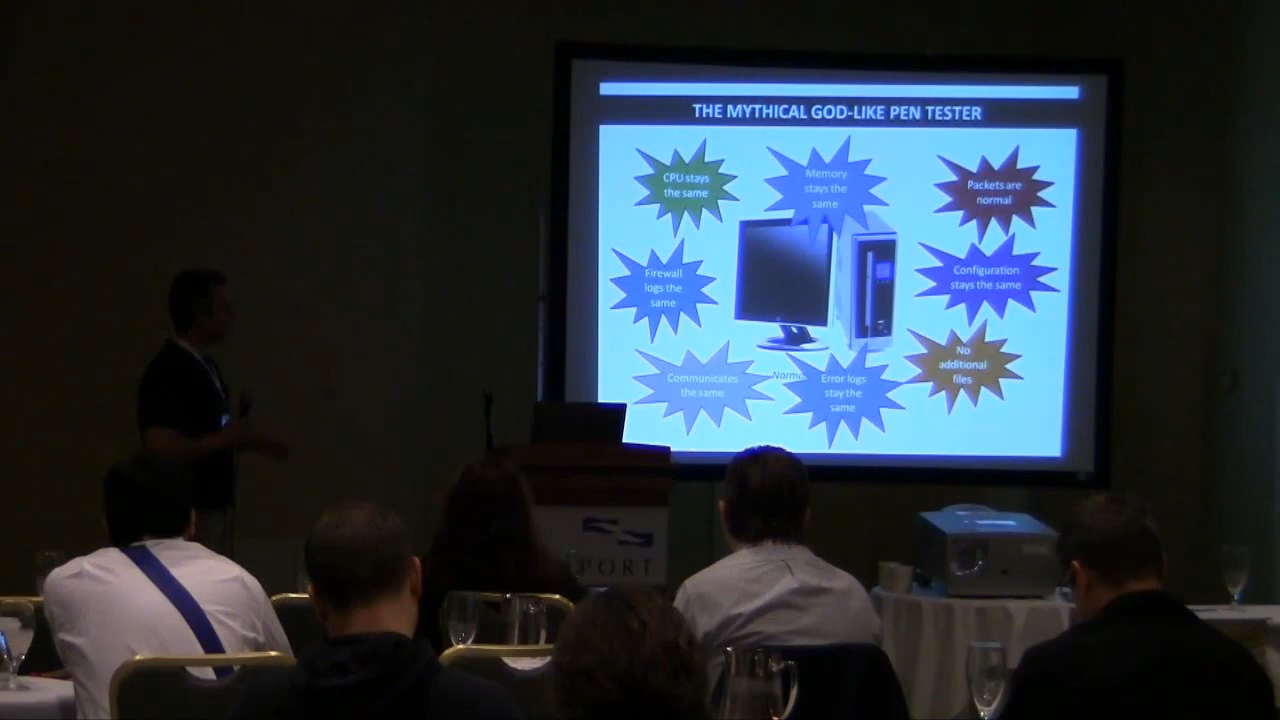 THE MYTHICAL GOD-LIKE PEN TESTER
CPU stays
the same
Memory
stays the
same
Packets are
normal
Firewall
logs the
same
Configuration
stays the same
Communicates
the same
Error logs
stay the
same
No
additional
files
PORT